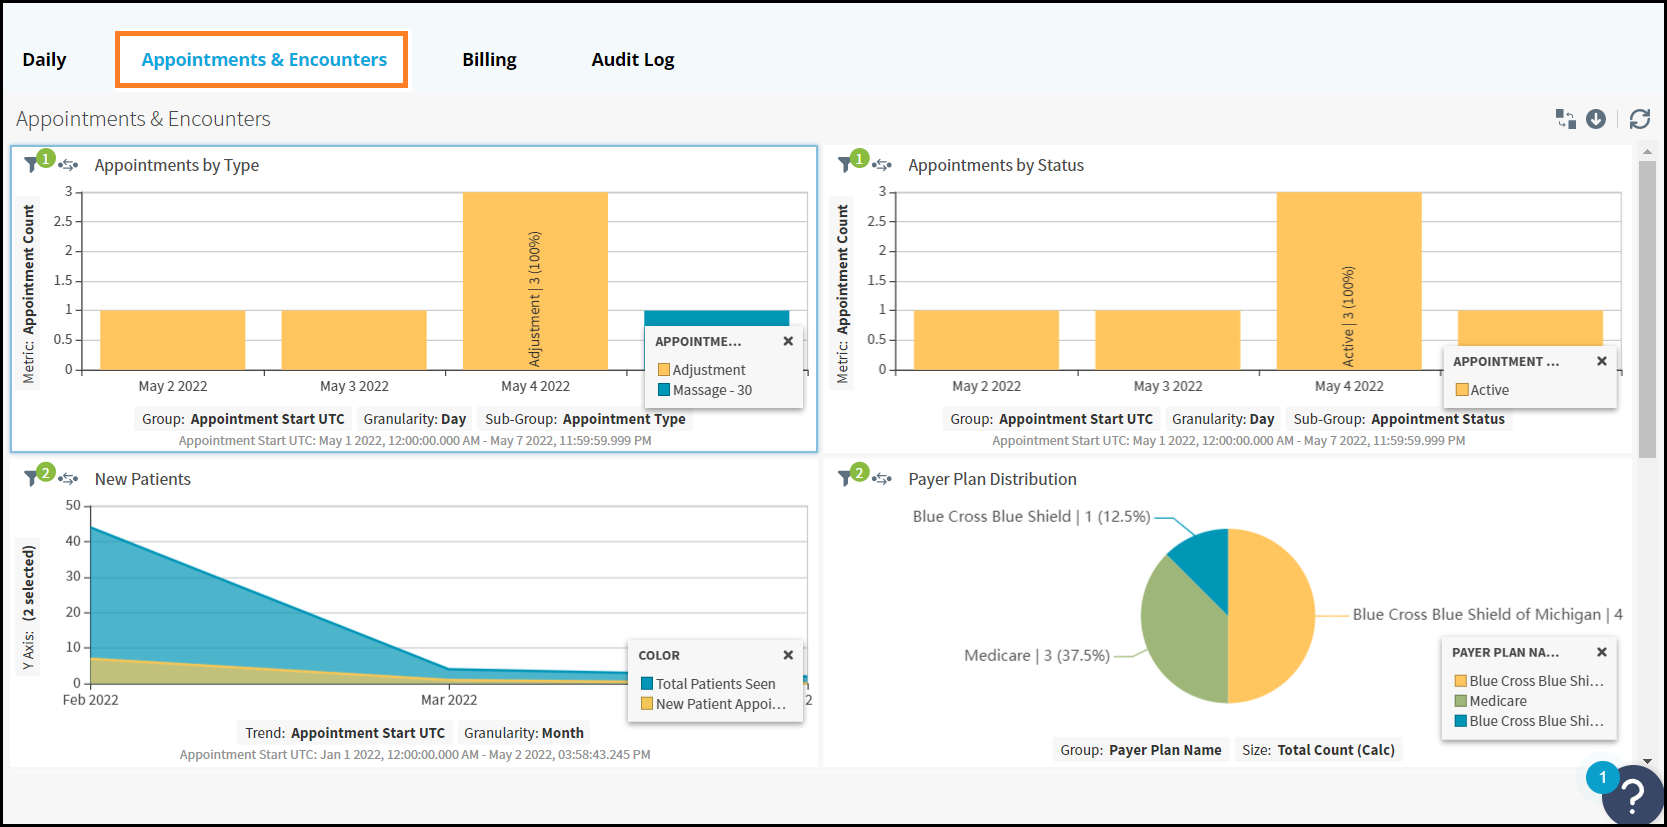 Daily
Appointments & Encounters
Billing
Audit Log
Appointments & Encounters
1
Appointments by Type
Metric: Appointment Count
3
2.5
2
1.5
1
0.5
0
Adjustment | 3 (100%)
May 2 2022
May 3 2022
May 4 2022
APPOINTME...
Adjustment
Massage - 30
Group: Appointment Start UTC
Granularity: Day
Sub-Group: Appointment Type
Appointment Start UTC: May 1 2022, 12:00:00.000 AM - May 7 2022, 11:59:59.999 PM
1
Appointments by Status
Metric: Appointment Count
3
2.5
2
1.5
1
0.5
0
Active | 3 (100%)
May 2 2022
May 3 2022
May 4 2022
APPOINTMENT ...
Active
Group: Appointment Start UTC
Granularity: Day
Sub-Group: Appointment Status
Appointment Start UTC: May 1 2022, 12:00:00.000 AM - May 7 2022, 11:59:59.999 PM
2
New Patients
Y Axis: (2 selected)
50
40
30
20
10
0
Feb 2022
Mar 2022
2
COLOR
Total Patients Seen
New Patient Appoi...
Trend: Appointment Start UTC
Granularity: Month
Appointment Start UTC: Jan 1 2022, 12:00:00.000 AM - May 2 2022, 03:58:43.245 PM
2
Payer Plan Distribution
Blue Cross Blue Shield | 1 (12.5%)
Blue Cross Blue Shield of Michigan | 4
Medicare | 3 (37.5%)
PAYER PLAN NA...
Blue Cross Blue Shi...
Medicare
Blue Cross Blue Shi...
Group: Payer Plan Name
Size: Total Count (Calc)
1
?